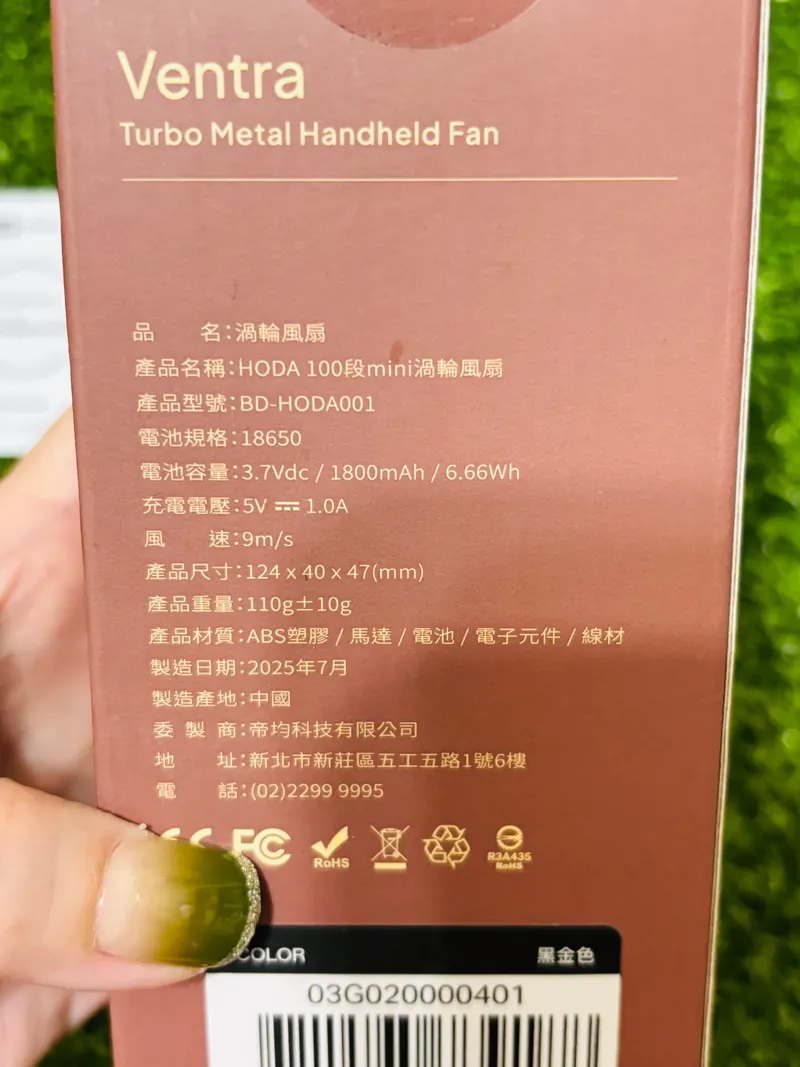 Ventra
Turbo Metal Handheld Fan
品 名：渦輪風扇
產品名稱：HODA 100段mini渦輪風扇
產品型號：BD-HODA001
電池規格：18650
電池容量：3.7Vdc / 1800mAh / 6.66Wh
充電電壓：5V ⎓ 1.0A
風 速：9m/s
產品尺寸：124 x 40 x 47(mm)
產品重量：110g±10g
產品材質：ABS塑膠 / 馬達 / 電池 / 電子元件 / 線材
製造日期：2025年7月
製造產地：中國
委 製 商：帝均科技有限公司
地 址：新北市新莊區五工五路1號6樓
電 話：(02)2299 9995
FC RoHS R3A435
RoHS
COLOR 黑金色
03G020000401